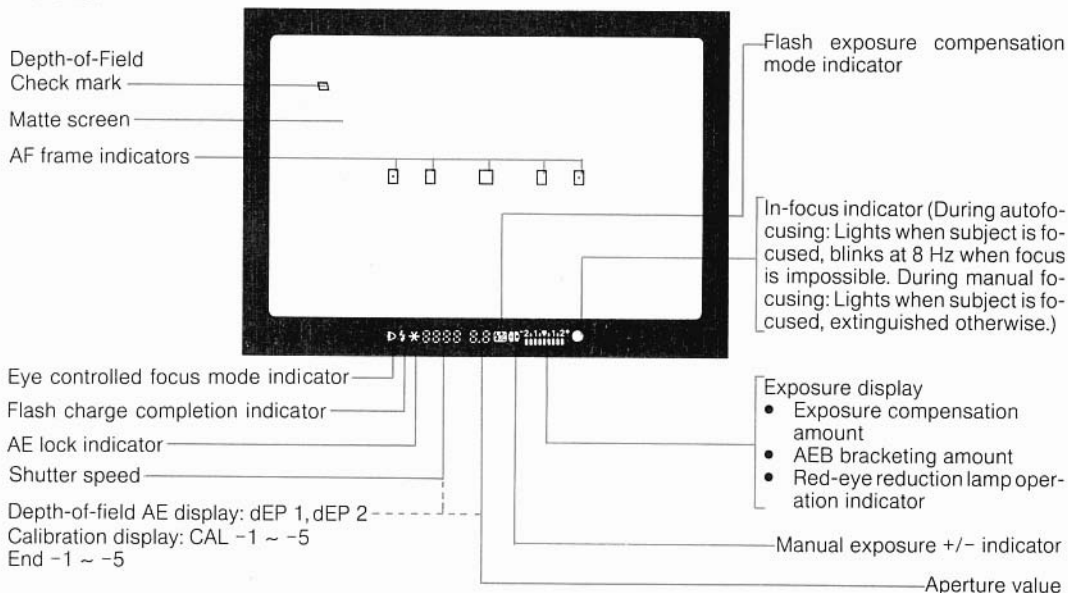 Depth-of-Field
Check mark
Matte screen
AF frame indicators
Flash exposure compensation
mode indicator
In-focus indicator (During autofo-
cusing: Lights when subject is fo-
cused, blinks at 8 Hz when focus
is impossible. During manual fo-
cusing: Lights when subject is fo-
cused, extinguished otherwise.)
Eye controlled focus mode indicator
Flash charge completion indicator
AE lock indicator
Shutter speed
Depth-of-field AE display: dEP 1, dEP 2
Calibration display: CAL -1 ~ -5
End -1 ~ -5
Exposure display
● Exposure compensation
amount
● AEB bracketing amount
● Red-eye reduction lamp oper-
ation indicator
Manual exposure +/- indicator
Aperture value
8888 8.8